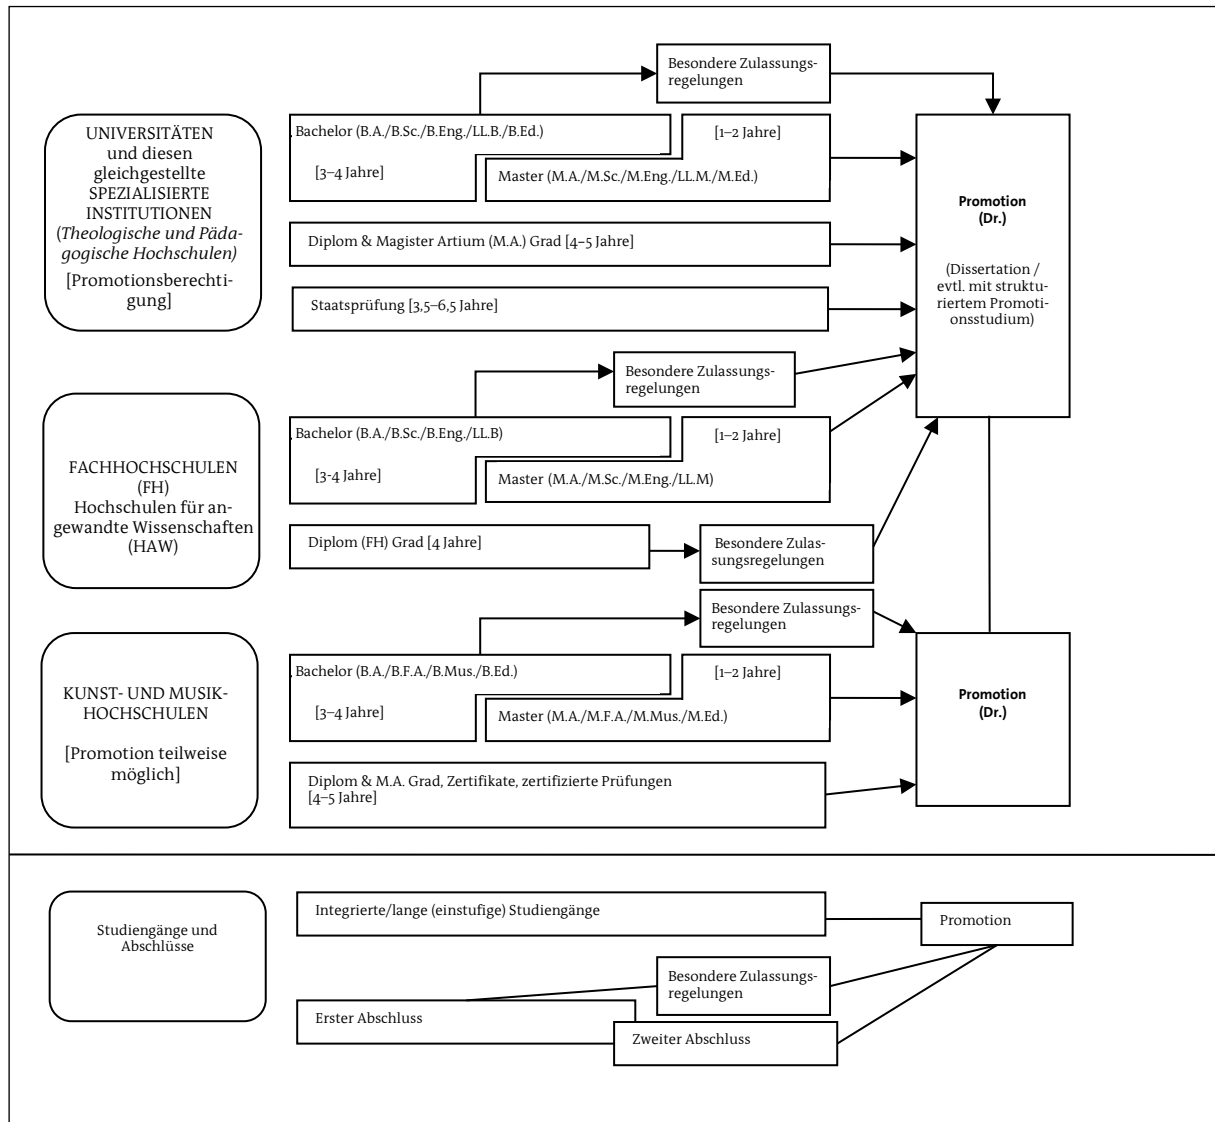 Besondere Zulassungs-
regelungen
UNIVERSITÄTEN
und diesen
gleichgestellte
SPEZIALISIERTE
INSTITUTIONEN
(Theologische und Päda-
gogische Hochschulen)
[Promotionsberechti-
gung]
Bachelor (B.A./B.Sc./B.Eng./LL.B./B.Ed.)
[3–4 Jahre]
[1–2 Jahre]
Master (M.A./M.Sc./M.Eng./LL.M./M.Ed.)
Diplom & Magister Artium (M.A.) Grad [4–5 Jahre]
Staatsprüfung [3,5–6,5 Jahre]
Promotion
(Dr.)
(Dissertation /
evtl. mit struktu-
riertem Promoti-
onsstudium)
Besondere Zulassungs-
regelungen
FACHHOCHSCHULEN
(FH)
Hochschulen für an-
gewandte Wissenschaften
(HAW)
Bachelor (B.A./B.Sc./B.Eng./LL.B)
[3-4 Jahre]
[1–2 Jahre]
Master (M.A./M.Sc./M.Eng./LL.M)
Diplom (FH) Grad [4 Jahre]
Besondere Zulas-
sungsregelungen
Besondere Zulassungs-
regelungen
KUNST- UND MUSIK-
HOCHSCHULEN
[Promotion teilweise
möglich]
Bachelor (B.A./B.F.A./B.Mus./B.Ed.)
[3–4 Jahre]
[1–2 Jahre]
Master (M.A./M.F.A./M.Mus./M.Ed.)
Diplom & M.A. Grad, Zertifikate, zertifizierte Prüfungen
[4–5 Jahre]
Promotion
(Dr.)
Studiengänge und
Abschlüsse
Integrierte/lange (einstufige) Studiengänge
Promotion
Besondere Zulassungs-
regelungen
Erster Abschluss
Zweiter Abschluss